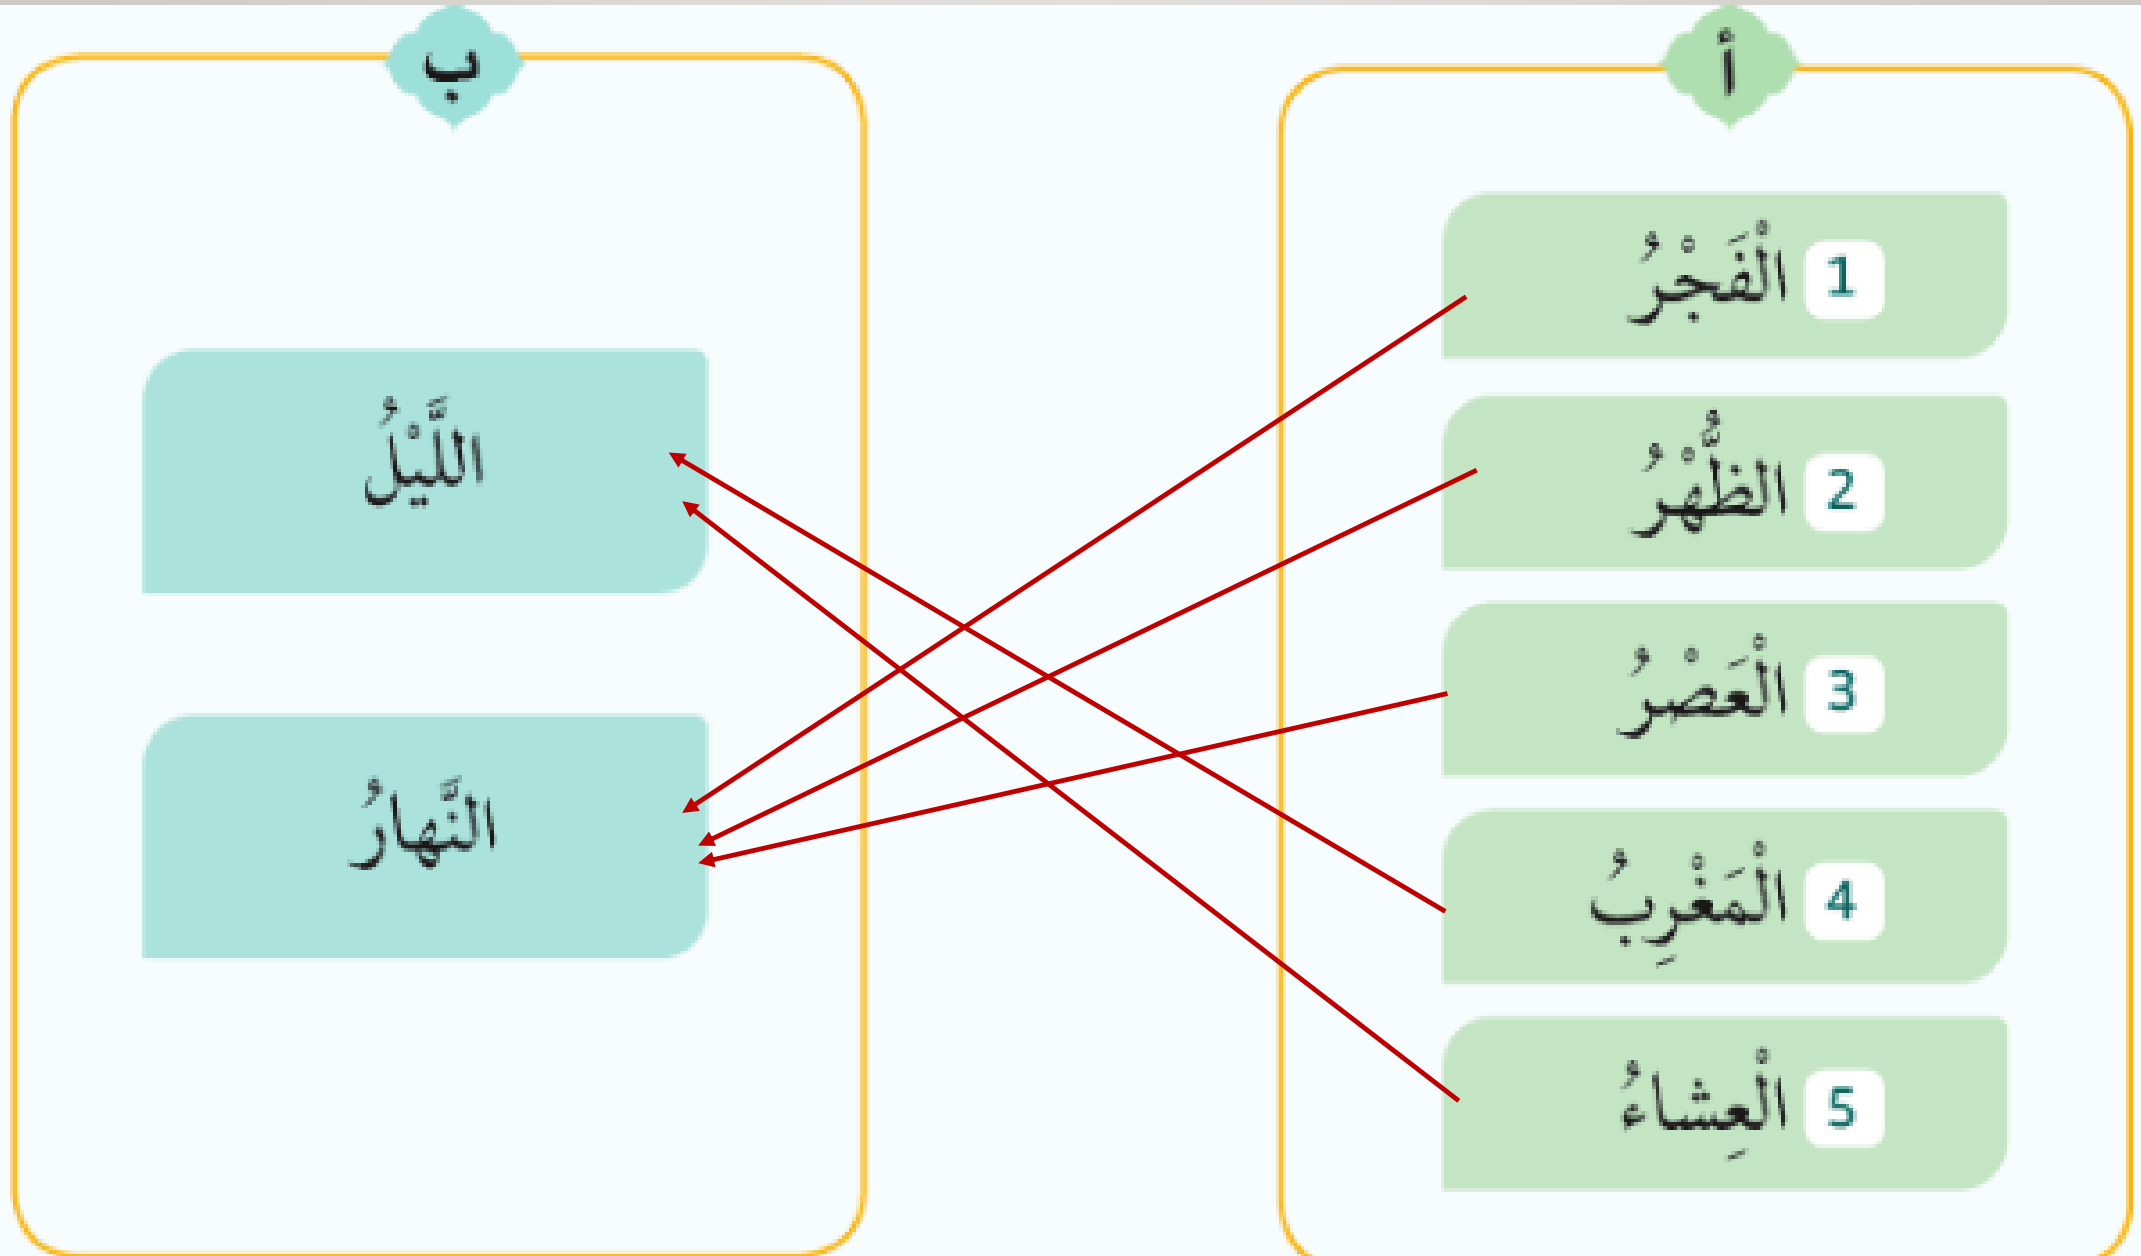 أ
1 الْفَجْرُ
2 الظُّهْرُ
3 الْعَصْرُ
4 الْمَغْرِبُ
5 الْعِشاءُ
ب
اللَّيْلُ
النَّهارُ